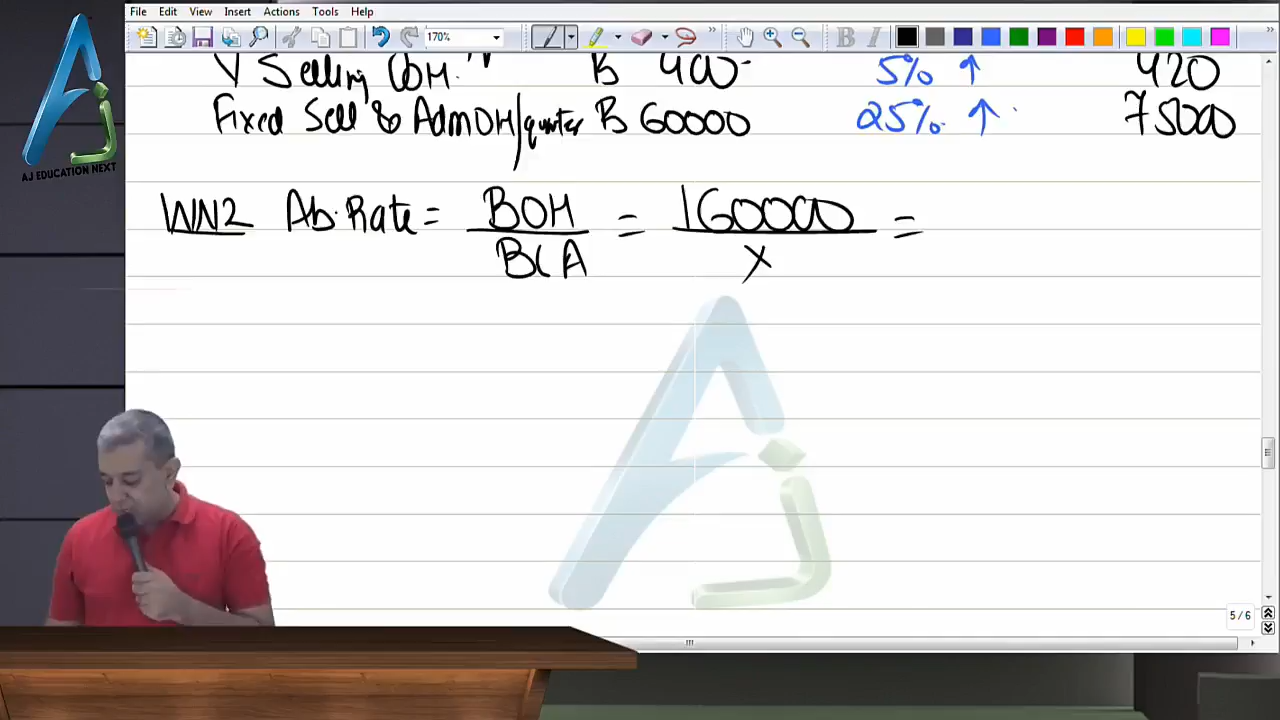 File Edit View Insert Actions Tools Help
170%
B I
V Selling OH. " B 400 5% ↑ 420
Fixed Sell & AdmOH/quarter B 60000 25% ↑ 75000
WN2 Ab. Rate = BOH / BCA = 160000 / X =
AJ EDUCATION NEXT
5 / 6